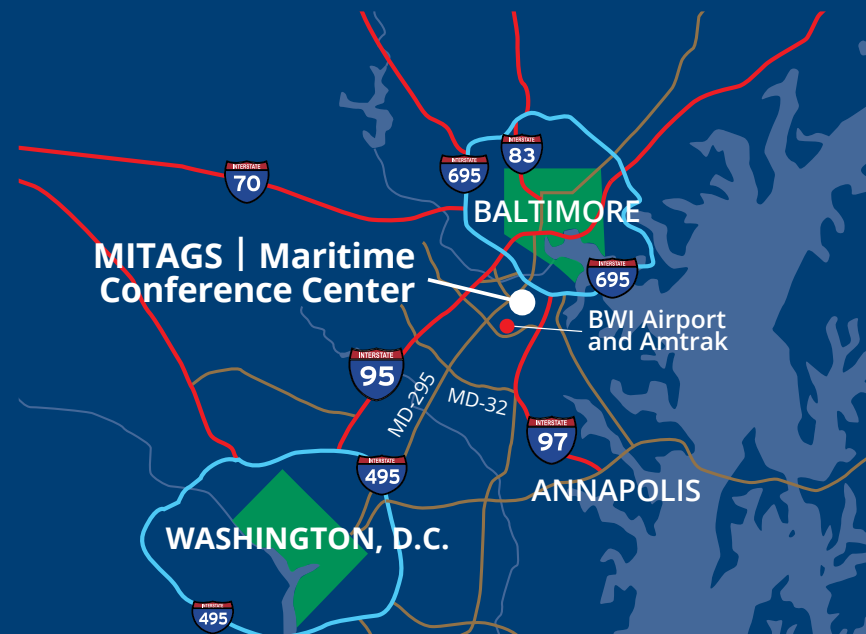 INTERSTATE
83
INTERSTATE
695
INTERSTATE
70
BALTIMORE
MITAGS | Maritime
Conference Center
INTERSTATE
695
BWI Airport
and Amtrak
INTERSTATE
95
MD-295
MD-32
INTERSTATE
97
INTERSTATE
495
ANNAPOLIS
WASHINGTON, D.C.
INTERSTATE
495